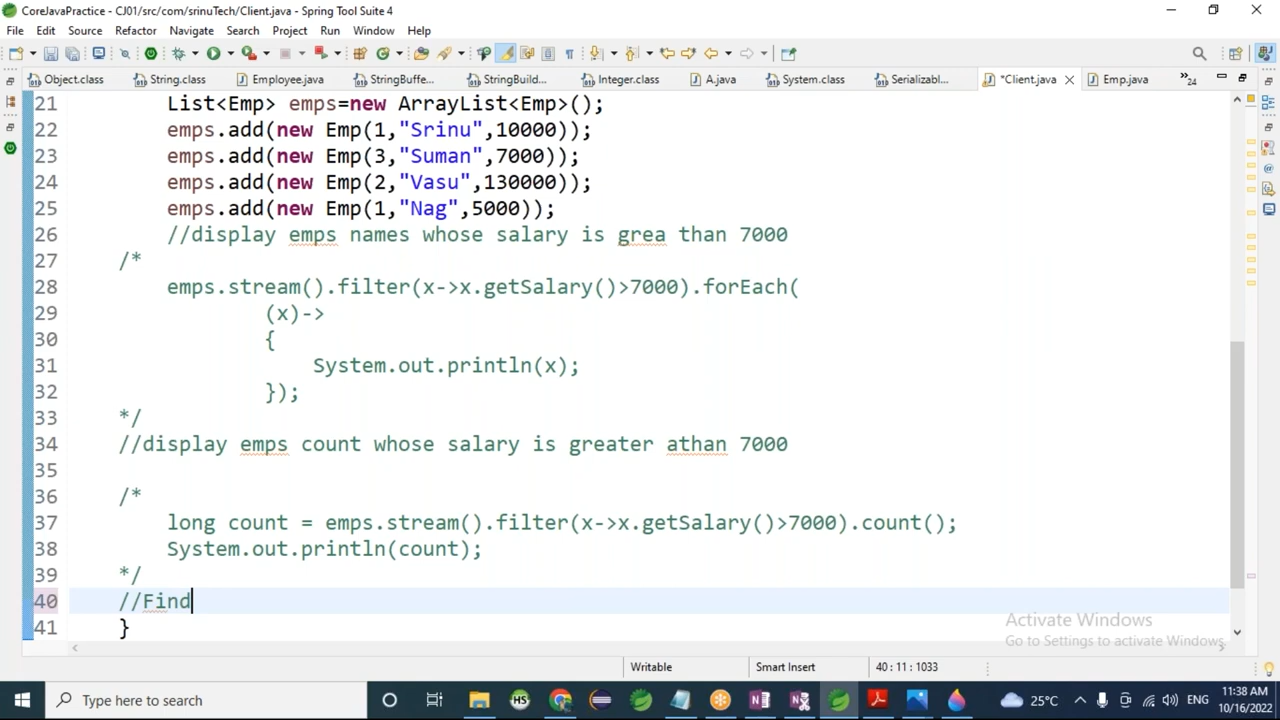 CoreJavaPractice - CJ01/src/com/srinuTech/Client.java - Spring Tool Suite 4
File Edit Source Refactor Navigate Search Project Run Window Help
Object.class String.class Employee.java StringBuffe... StringBuild... Integer.class A.java System.class Serializabl... *Client.java Emp.java »24
21 List<Emp> emps=new ArrayList<Emp>();
22 emps.add(new Emp(1,"Srinu",10000));
23 emps.add(new Emp(3,"Suman",7000));
24 emps.add(new Emp(2,"Vasu",130000));
25 emps.add(new Emp(1,"Nag",5000));
26 //display emps names whose salary is grea than 7000
27 /*
28 emps.stream().filter(x->x.getSalary()>7000).forEach(
29 (x)->
30 {
31 System.out.println(x);
32 });
33 */
34 //display emps count whose salary is greater athan 7000
35
36 /*
37 long count = emps.stream().filter(x->x.getSalary()>7000).count();
38 System.out.println(count);
39 */
40 //Find
41 }
Activate Windows
Go to Settings to activate Windows.
Writable Smart Insert 40 : 11 : 1033
Type here to search 25°C ENG 11:38 AM
10/16/2022